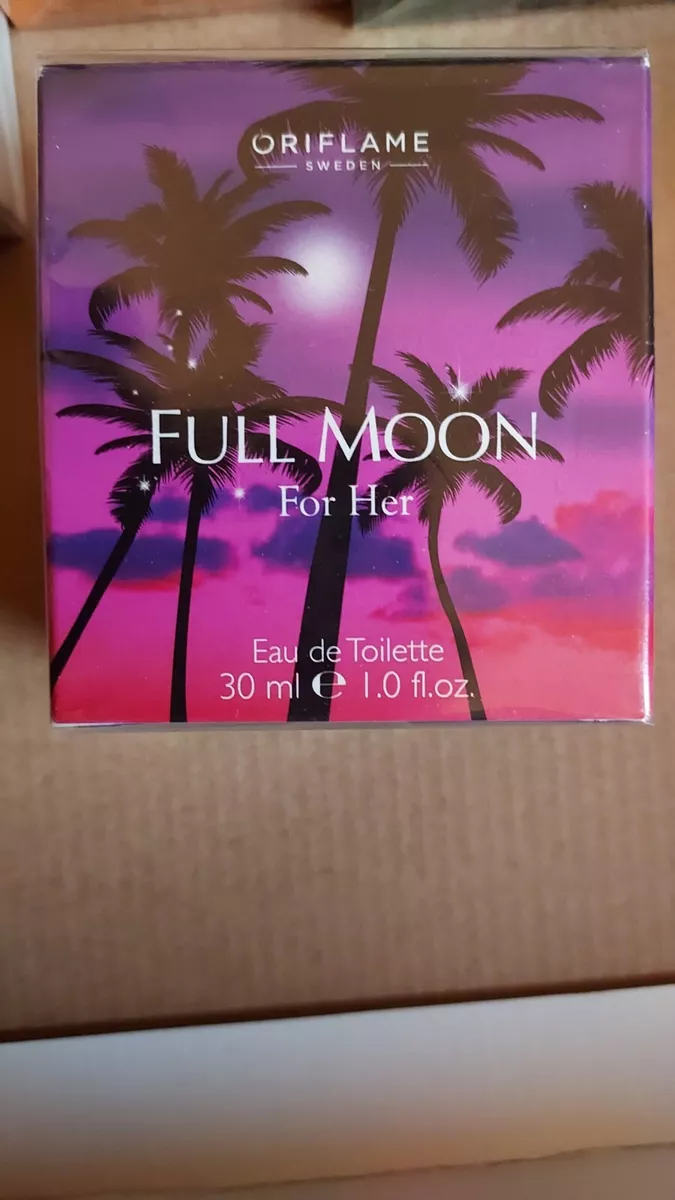 ORIFLAME
SWEDEN
FULL MOON
For Her
Eau de Toilette
30 ml ℮ 1.0 fl.oz.